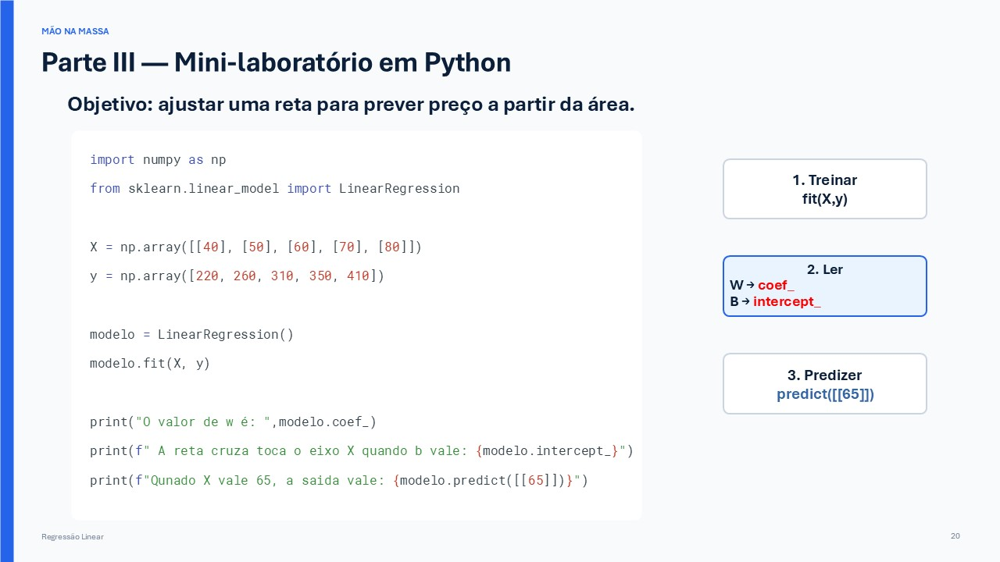 MÃO NA MASSA
Parte III — Mini-laboratório em Python
Objetivo: ajustar uma reta para prever preço a partir da área.
import numpy as np
from sklearn.linear_model import LinearRegression
X = np.array([[40], [50], [60], [70], [80]])
y = np.array([220, 260, 310, 350, 410])
modelo = LinearRegression()
modelo.fit(X, y)
print("O valor de w é: ",modelo.coef_)
print(f" A reta cruza toca o eixo X quando b vale: {modelo.intercept_}")
print(f"Qunado X vale 65, a saida vale: {modelo.predict([[65]])}")
1. Treinar
fit(X,y)
2. Ler
W → coef_
B → intercept_
3. Predizer
predict([[65]])
Regressão Linear
20